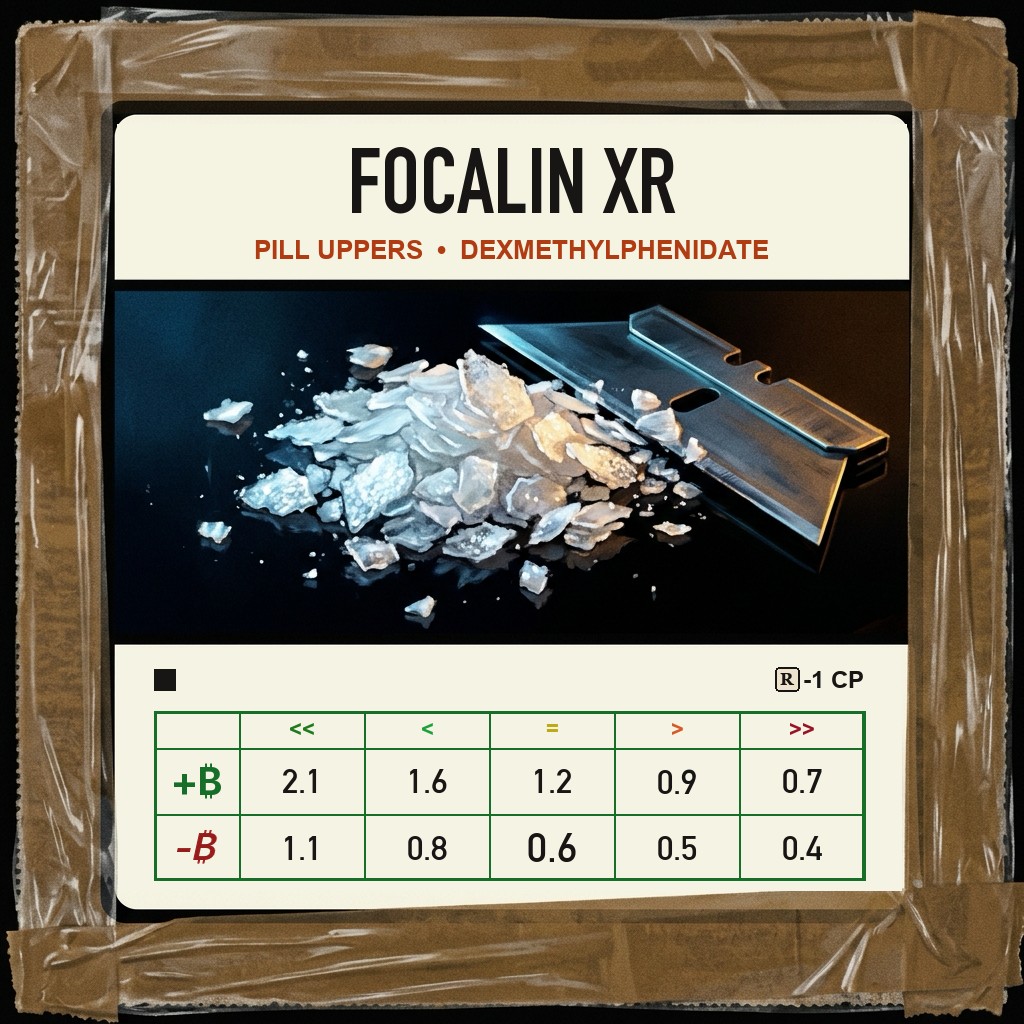 FOCALIN XR
PILL UPPERS • DEXMETHYLPHENIDATE
R -1 CP
<< < = > >>
+₿ 2.1 1.6 1.2 0.9 0.7
-₿ 1.1 0.8 0.6 0.5 0.4